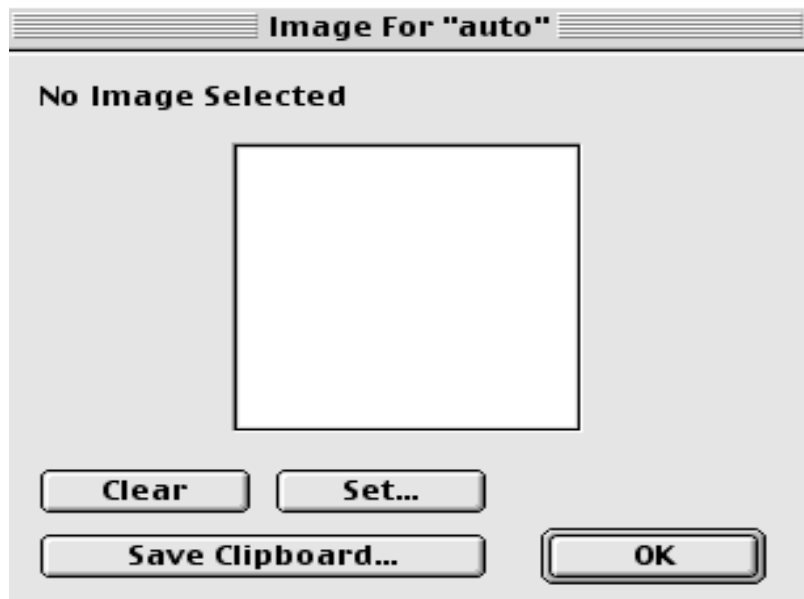 Image For "auto"
No Image Selected
Clear
Set...
Save Clipboard...
OK